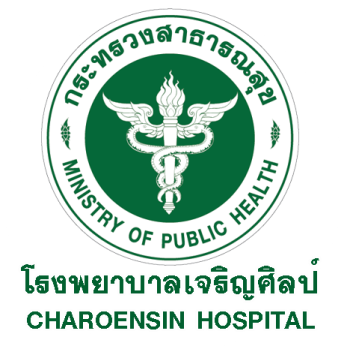 กระทรวงสาธารณสุข
MINISTRY OF PUBLIC HEALTH
โรงพยาบาลเจริญศิลป์
CHAROENSIN HOSPITAL